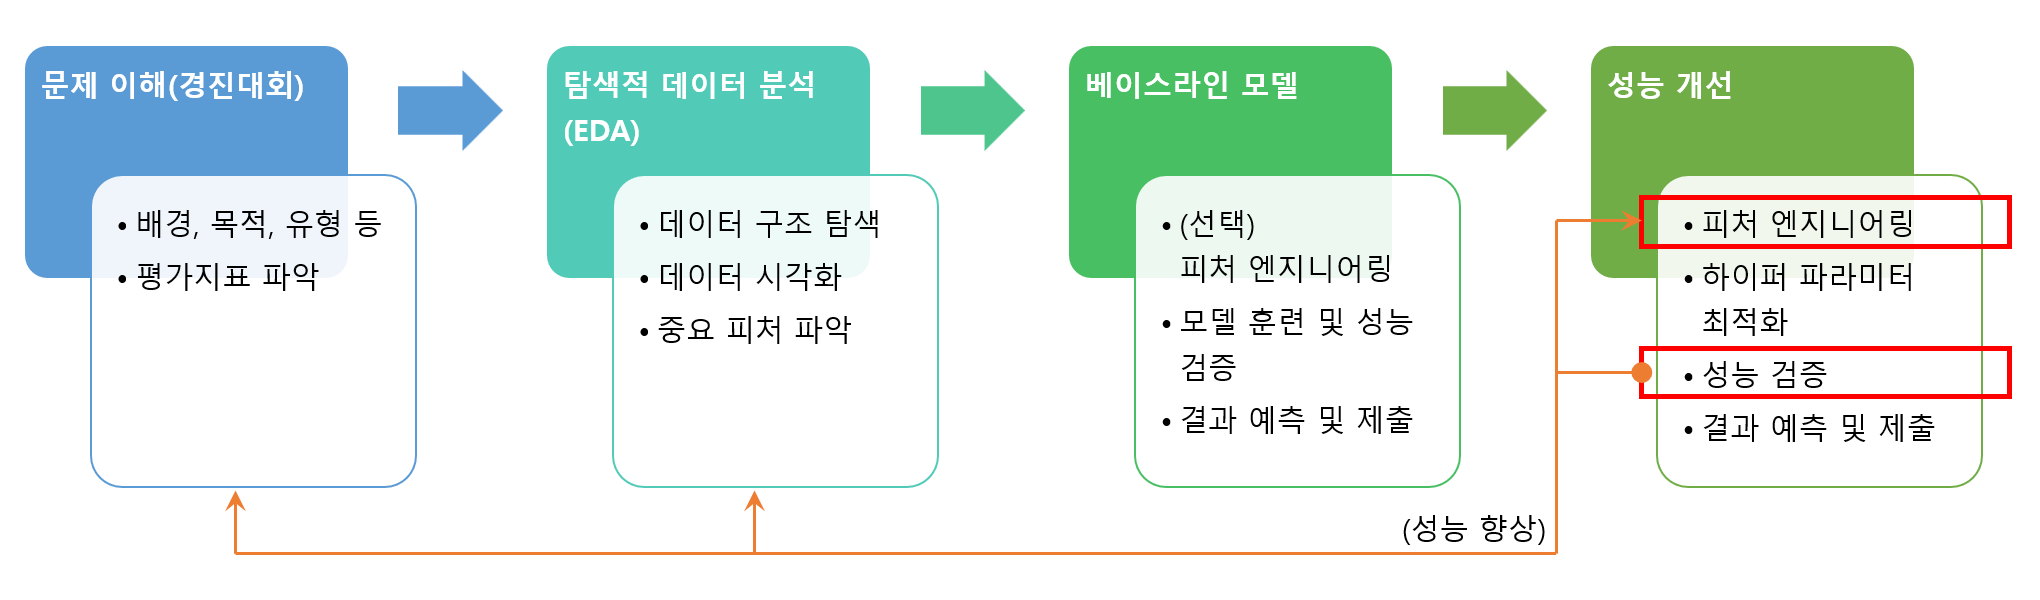 문제 이해(경진대회)
• 배경, 목적, 유형 등
• 평가지표 파악
탐색적 데이터 분석
(EDA)
• 데이터 구조 탐색
• 데이터 시각화
• 중요 피처 파악
베이스라인 모델
• (선택)
피처 엔지니어링
• 모델 훈련 및 성능
검증
• 결과 예측 및 제출
성능 개선
• 피처 엔지니어링
• 하이퍼 파라미터
최적화
• 성능 검증
• 결과 예측 및 제출
(성능 향상)